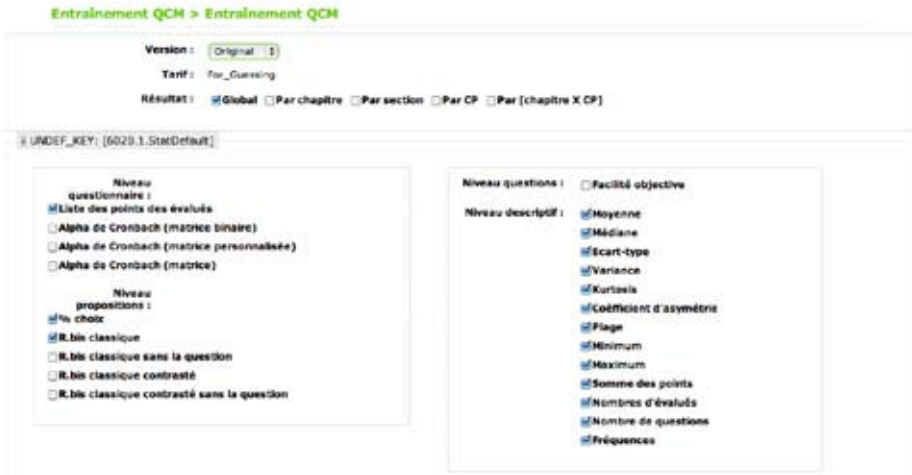 Entraînement QCM > Entraînement QCM
Version : Original
Tarif : For_Guessing
Résultat : Global Par chapitre Par section Par CP Par [chapitre X CP]
UNDEF_KEY: [6020.1.StatDefault]
Niveau
questionnaire :
Liste des points des évalués
Alpha de Cronbach (matrice binaire)
Alpha de Cronbach (matrice personnalisée)
Alpha de Cronbach (matrice)
Niveau
propositions :
% choix
R.bis classique
R.bis classique sans la question
R.bis classique contrasté
R.bis classique contrasté sans la question
Niveau questions : Facilité objective
Niveau descriptif : Moyenne
Médiane
Ecart-type
Variance
Kurtosis
Coéfficient d'asymétrie
Plage
Minimum
Maximum
Somme des points
Nombres d'évalués
Nombre de questions
Fréquences